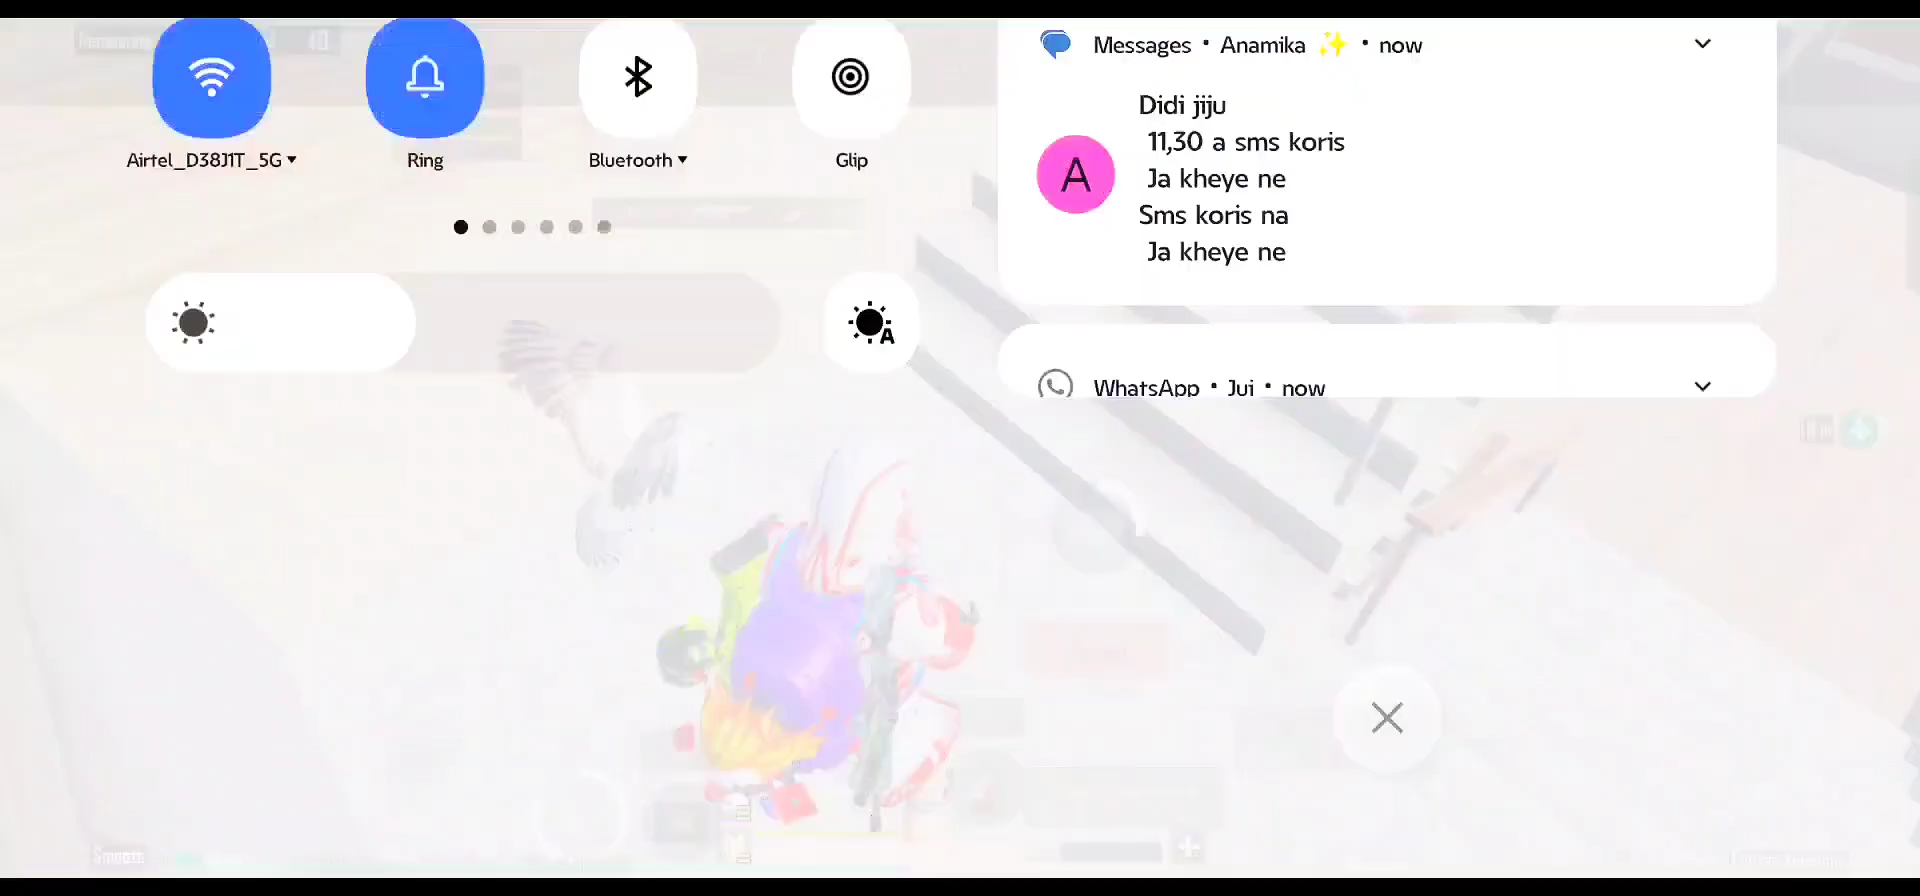 Messages • Anamika ✨ • now
Didi jiju
11,30 a sms koris
Ja kheye ne
Sms koris na
Ja kheye ne
A
Airtel_D38J1T_5G
Ring
Bluetooth
Glip
A
WhatsApp • Jui • now
Smooth